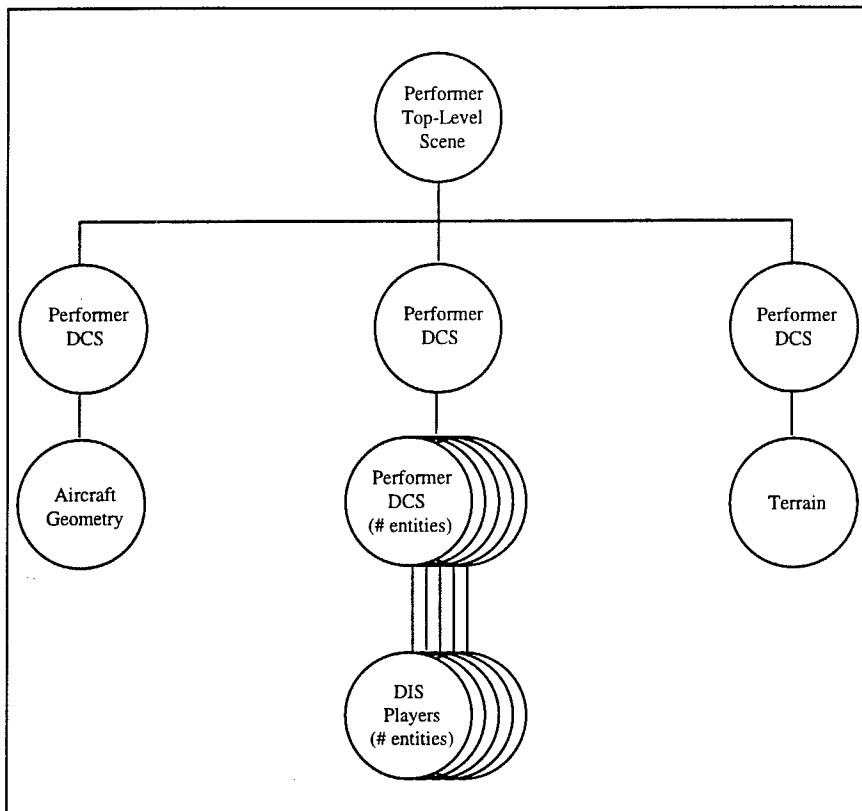 Performer
Top-Level
Scene
Performer
DCS
Performer
DCS
Performer
DCS
Aircraft
Geometry
Performer
DCS
(# entities)
Terrain
DIS
Players
(# entities)